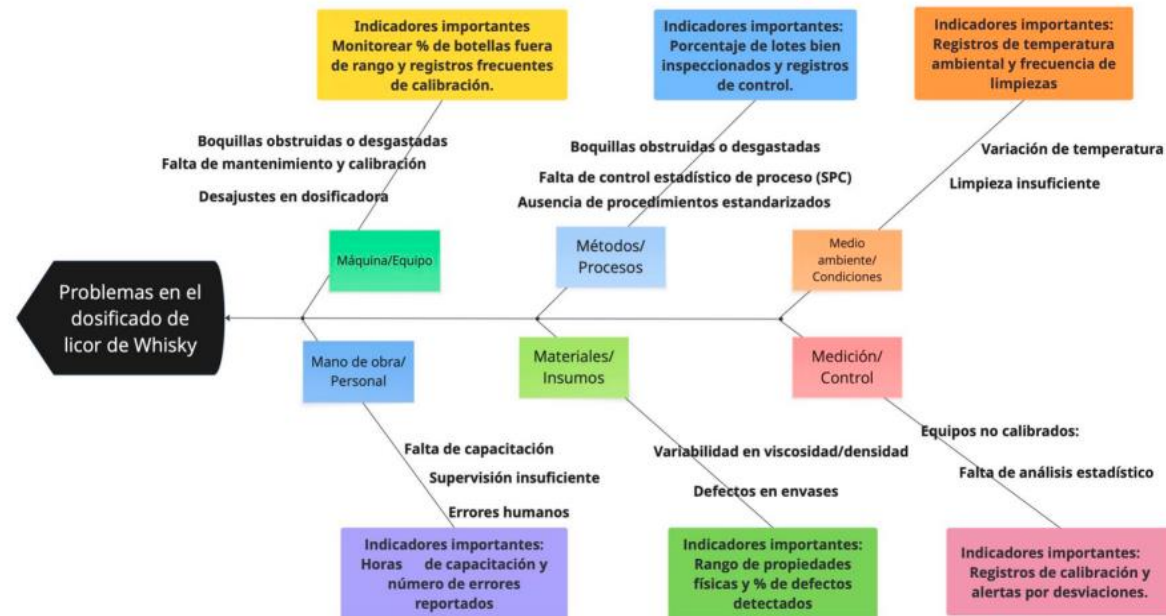 Indicadores importantes
Monitorear % de botellas fuera
de rango y registros frecuentes
de calibración.
Indicadores importantes:
Porcentaje de lotes bien
inspeccionados y registros
de control.
Indicadores importantes:
Registros de temperatura
ambiental y frecuencia de
limpiezas
Boquillas obstruidas o desgastadas
Falta de mantenimiento y calibración
Desajustes en dosificadora
Boquillas obstruidas o desgastadas
Falta de control estadístico de proceso (SPC)
Ausencia de procedimientos estandarizados
Variación de temperatura
Limpieza insuficiente
Máquina/Equipo
Métodos/
Procesos
Medio
ambiente/
Condiciones
Problemas en el
dosificado de
licor de Whisky
Mano de obra/
Personal
Materiales/
Insumos
Medición/
Control
Falta de capacitación
Supervisión insuficiente
Errores humanos
Variabilidad en viscosidad/densidad
Defectos en envases
Equipos no calibrados:
Falta de análisis estadístico
Indicadores importantes:
Horas de capacitación y
número de errores
reportados
Indicadores importantes:
Rango de propiedades
físicas y % de defectos
detectados
Indicadores importantes:
Registros de calibración y
alertas por desviaciones.